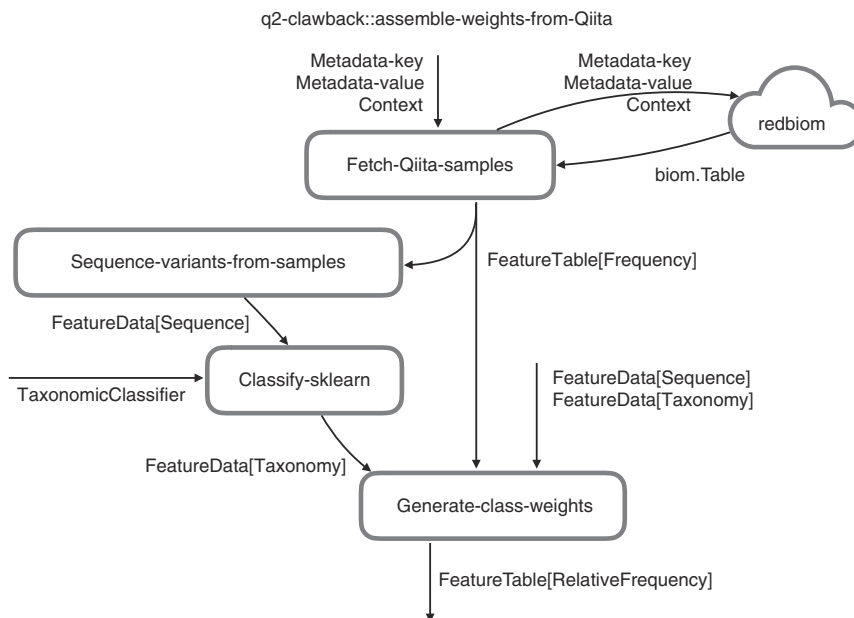 q2-clawback::assemble-weights-from-Qiita
Metadata-key
Metadata-value
Context
Metadata-key
Metadata-value
Context
redbiom
Fetch-Qiita-samples
biom.Table
Sequence-variants-from-samples
FeatureTable[Frequency]
FeatureData[Sequence]
Classify-sklearn
TaxonomicClassifier
FeatureData[Sequence]
FeatureData[Taxonomy]
FeatureData[Taxonomy]
Generate-class-weights
FeatureTable[RelativeFrequency]